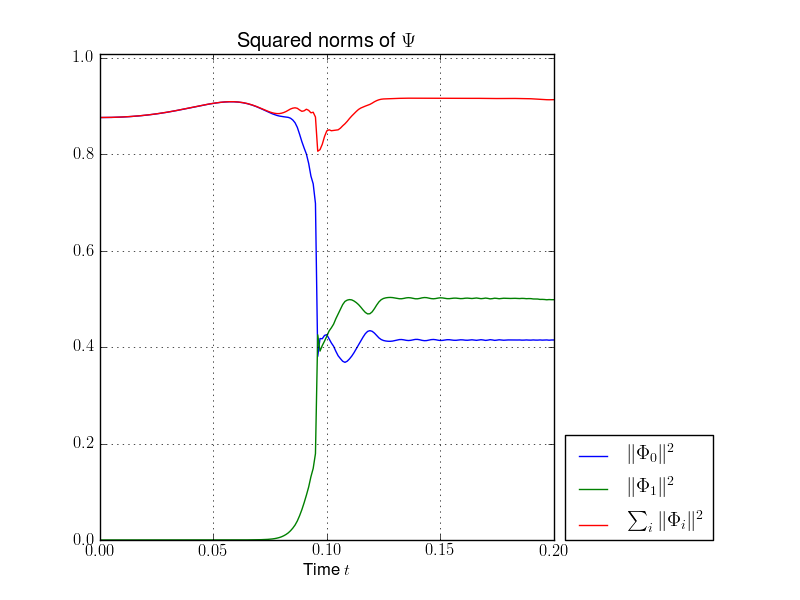 Squared norms of Ψ
1.0
0.8
0.6
0.4
0.2
0.0
0.00 0.05 0.10 0.15 0.20
Time t
‖Φ₀‖²
‖Φ₁‖²
∑ᵢ‖Φᵢ‖²